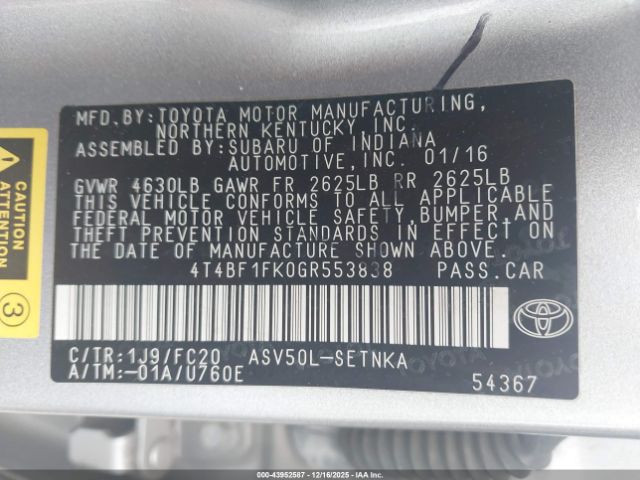 MFD.BY:TOYOTA MOTOR MANUFACTURING,
NORTHERN KENTUCKY,INC.
ASSEMBLED BY:SUBARU OF INDIANA
AUTOMOTIVE,INC. 01/16
GVWR 4630LB GAWR FR 2625LB RR 2625LB
THIS VEHICLE CONFORMS TO ALL APPLICABLE
FEDERAL MOTOR VEHICLE SAFETY,BUMPER,AND
THEFT PREVENTION STANDARDS IN EFFECT ON
THE DATE OF MANUFACTURE SHOWN ABOVE.
4T4BF1FK0GR553838 PASS.CAR
C/TR:1J9/FC20 ASV50L-SETNKA
A/TM:-01A/U760E
54367
TOYOTA
CAUTION
ATTENTION
3
000-43952587 - 12/16/2025 - IAAI.COM